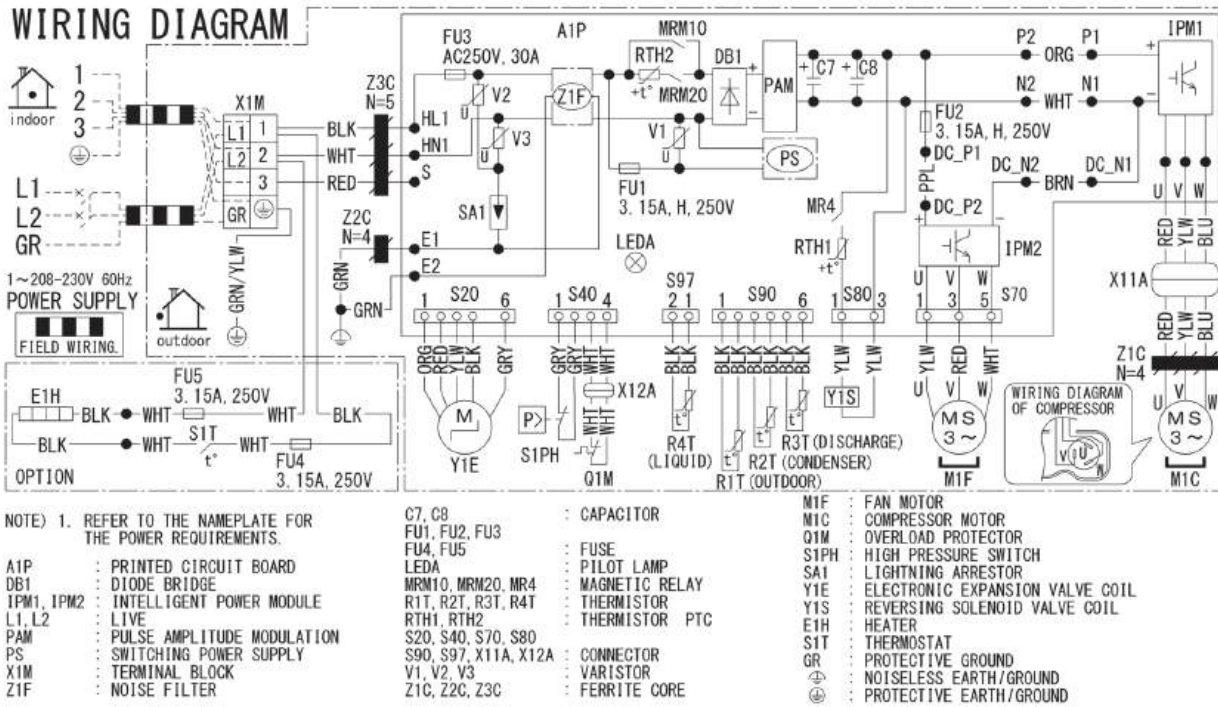 WIRING DIAGRAM
indoor
1
2
3
L1
L2
GR
1~208-230V 60Hz
POWER SUPPLY
FIELD WIRING.
outdoor
X1M
L1 1
L2 2
3
GR
GRN/YLW
BLK
WHT
RED
Z3C
N=5
HL1
HN1
S
Z2C
N=4
E1
E2
GRN
GRN
FU3
AC250V, 30A
A1P
V2
U
V3
U
SA1
Z1F
MRM10
RTH2
+t°
MRM20
DB1
+
-
PAM
+ C7
+ C8
V1
U
PS
FU1
3. 15A, H, 250V
LEDA
MR4
RTH1
+t°
P2 ORG P1
N2 WHT N1
IPM1
+
-
FU2
3. 15A, H, 250V
DC_P1
PPL
DC_P2
DC_N2 BRN DC_N1
+
-
IPM2
U V W
U V W
RED YLW BLU
X11A
RED YLW BLU
Z1C
N=4
U V W
MS
3~
M1C
1 S20 6
1 S40 4
S97
2 1
1 S90 6
1 S80 3
1 3 5 S70
ORG RED YLW BLK GRY
M
Y1E
GRY GRY WHT WHT
X12A
WHT WHT
P>
S1PH
Q1M
BLK BLK
t°
R4T
(LIQUID)
BLK BLK BLK BLK BLK BLK
t°
t°
t°
R3T (DISCHARGE)
R2T (CONDENSER)
R1T (OUTDOOR)
YLW YLW
Y1S
YLW RED WHT
U V W
MS
3~
M1F
WIRING DIAGRAM
OF COMPRESSOR
V U W
E1H
BLK WHT
FU5
3. 15A, 250V
WHT BLK
BLK WHT
S1T
t°
WHT
FU4
3. 15A, 250V
OPTION
NOTE) 1. REFER TO THE NAMEPLATE FOR
THE POWER REQUIREMENTS.
A1P : PRINTED CIRCUIT BOARD
DB1 : DIODE BRIDGE
IPM1, IPM2 : INTELLIGENT POWER MODULE
L1, L2 : LIVE
PAM : PULSE AMPLITUDE MODULATION
PS : SWITCHING POWER SUPPLY
X1M : TERMINAL BLOCK
Z1F : NOISE FILTER
C7, C8 : CAPACITOR
FU1, FU2, FU3
FU4, FU5 : FUSE
LEDA : PILOT LAMP
MRM10, MRM20, MR4 : MAGNETIC RELAY
R1T, R2T, R3T, R4T : THERMISTOR
RTH1, RTH2 : THERMISTOR PTC
S20, S40, S70, S80
S90, S97, X11A, X12A : CONNECTOR
V1, V2, V3 : VARISTOR
Z1C, Z2C, Z3C : FERRITE CORE
M1F : FAN MOTOR
M1C : COMPRESSOR MOTOR
Q1M : OVERLOAD PROTECTOR
S1PH : HIGH PRESSURE SWITCH
SA1 : LIGHTNING ARRESTOR
Y1E : ELECTRONIC EXPANSION VALVE COIL
Y1S : REVERSING SOLENOID VALVE COIL
E1H : HEATER
S1T : THERMOSTAT
GR : PROTECTIVE GROUND
: NOISELESS EARTH/GROUND
: PROTECTIVE EARTH/GROUND